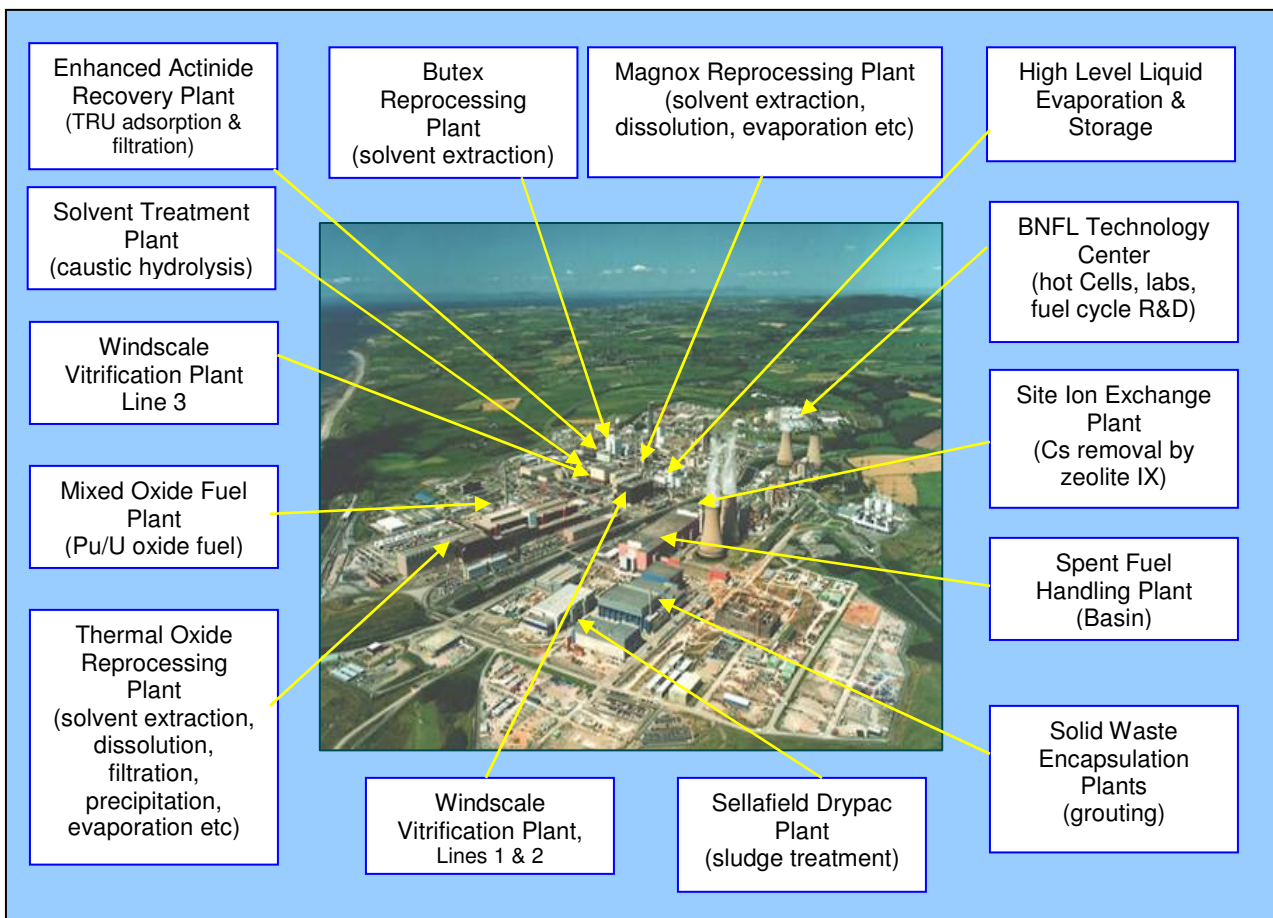 Enhanced Actinide
Recovery Plant
(TRU adsorption &
filtration)
Butex
Reprocessing
Plant
(solvent extraction)
Magnox Reprocessing Plant
(solvent extraction,
dissolution, evaporation etc)
High Level Liquid
Evaporation &
Storage
Solvent Treatment
Plant
(caustic hydrolysis)
BNFL Technology
Center
(hot Cells, labs,
fuel cycle R&D)
Windscale
Vitrification Plant
Line 3
Site Ion Exchange
Plant
(Cs removal by
zeolite IX)
Mixed Oxide Fuel
Plant
(Pu/U oxide fuel)
Spent Fuel
Handling Plant
(Basin)
Thermal Oxide
Reprocessing
Plant
(solvent extraction,
dissolution,
filtration,
precipitation,
evaporation etc)
Solid Waste
Encapsulation
Plants
(grouting)
Windscale
Vitrification Plant,
Lines 1 & 2
Sellafield Drypac
Plant
(sludge treatment)